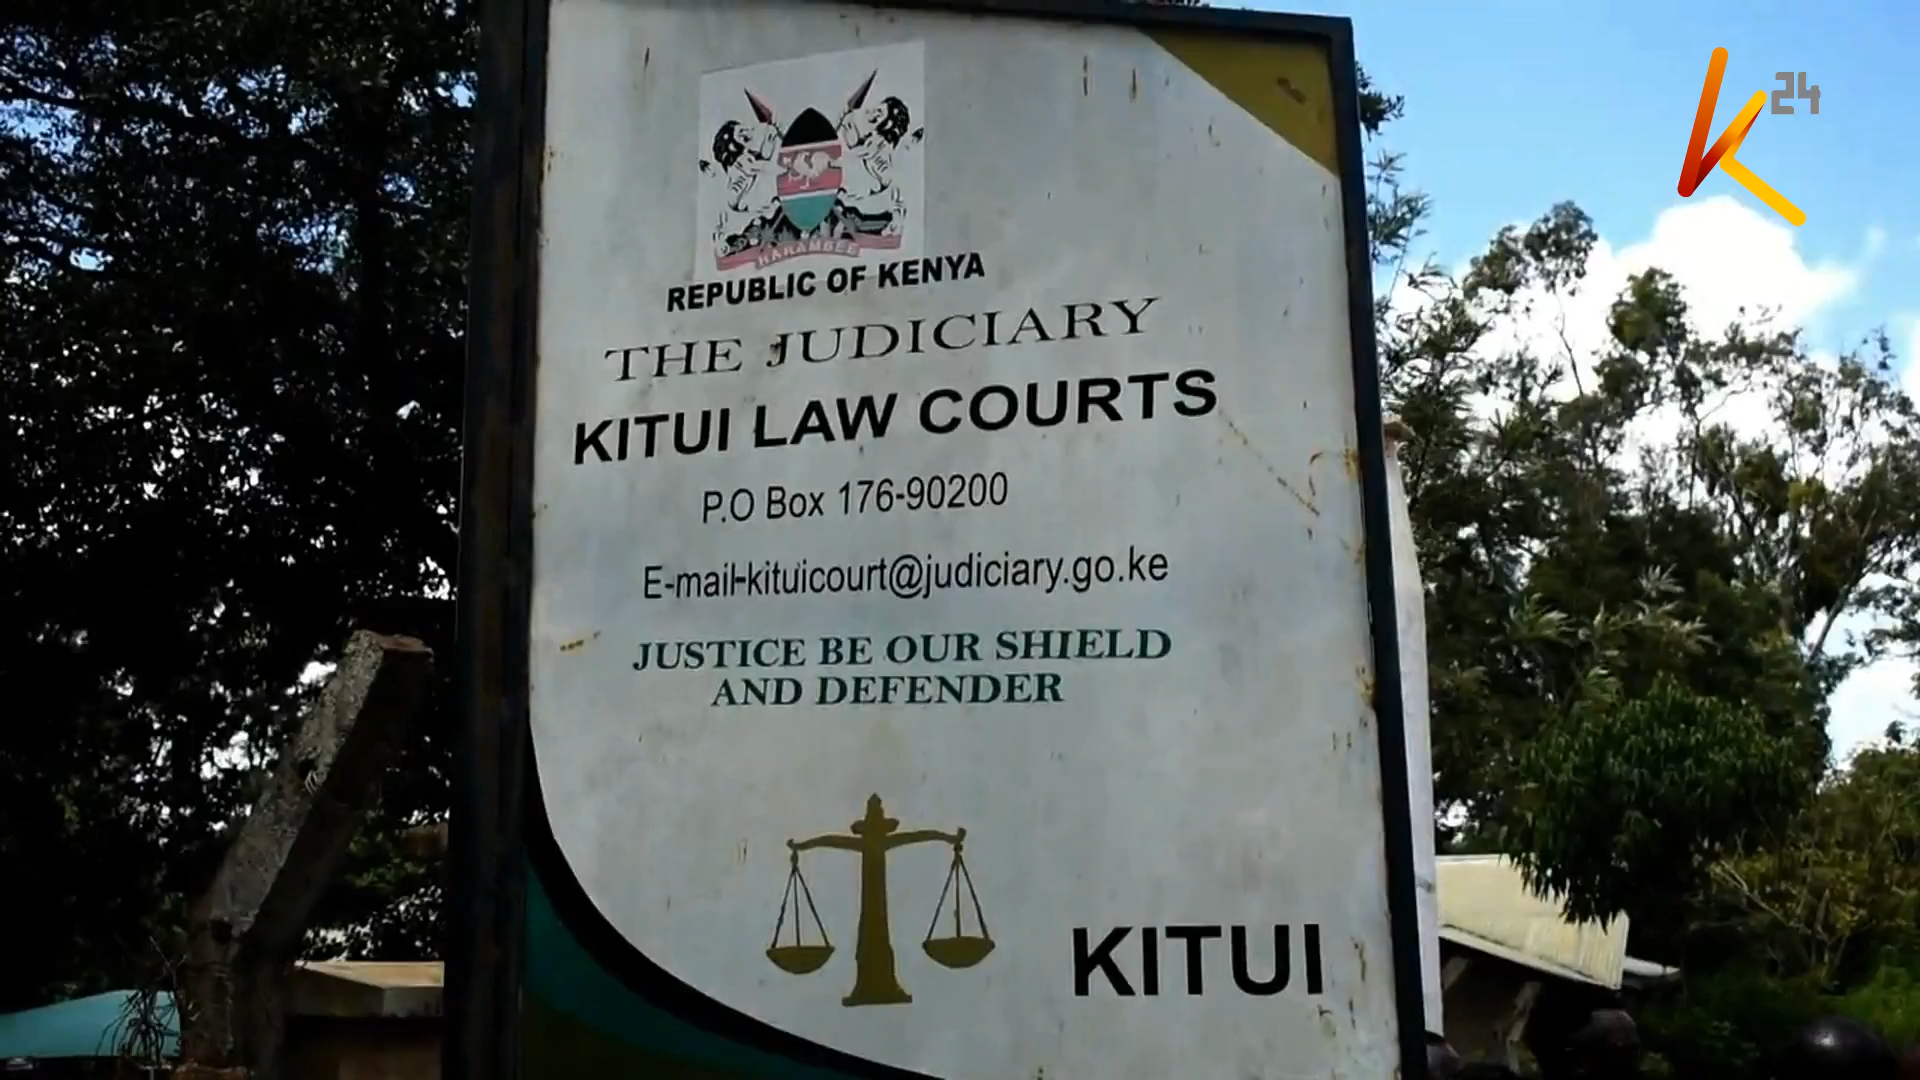 K24
HARAMBEE
REPUBLIC OF KENYA
THE JUDICIARY
KITUI LAW COURTS
P.O Box 176-90200
E-mail-kituicourt@judiciary.go.ke
JUSTICE BE OUR SHIELD
AND DEFENDER
KITUI